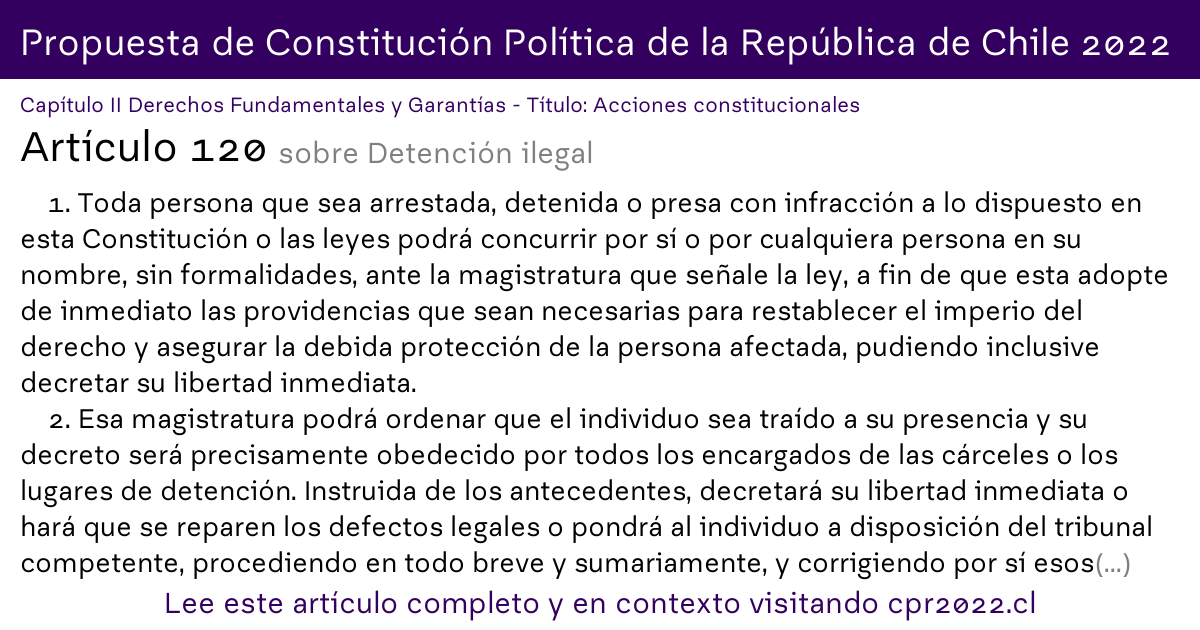 Propuesta de Constitución Política de la República de Chile 2022
Capítulo II Derechos Fundamentales y Garantías - Título: Acciones constitucionales
Artículo 120 sobre Detención ilegal
1. Toda persona que sea arrestada, detenida o presa con infracción a lo dispuesto en
esta Constitución o las leyes podrá concurrir por sí o por cualquiera persona en su
nombre, sin formalidades, ante la magistratura que señale la ley, a fin de que esta adopte
de inmediato las providencias que sean necesarias para restablecer el imperio del
derecho y asegurar la debida protección de la persona afectada, pudiendo inclusive
decretar su libertad inmediata.
2. Esa magistratura podrá ordenar que el individuo sea traído a su presencia y su
decreto será precisamente obedecido por todos los encargados de las cárceles o los
lugares de detención. Instruida de los antecedentes, decretará su libertad inmediata o
hará que se reparen los defectos legales o pondrá al individuo a disposición del tribunal
competente, procediendo en todo breve y sumariamente, y corrigiendo por sí esos(...)
Lee este artículo completo y en contexto visitando cpr2022.cl